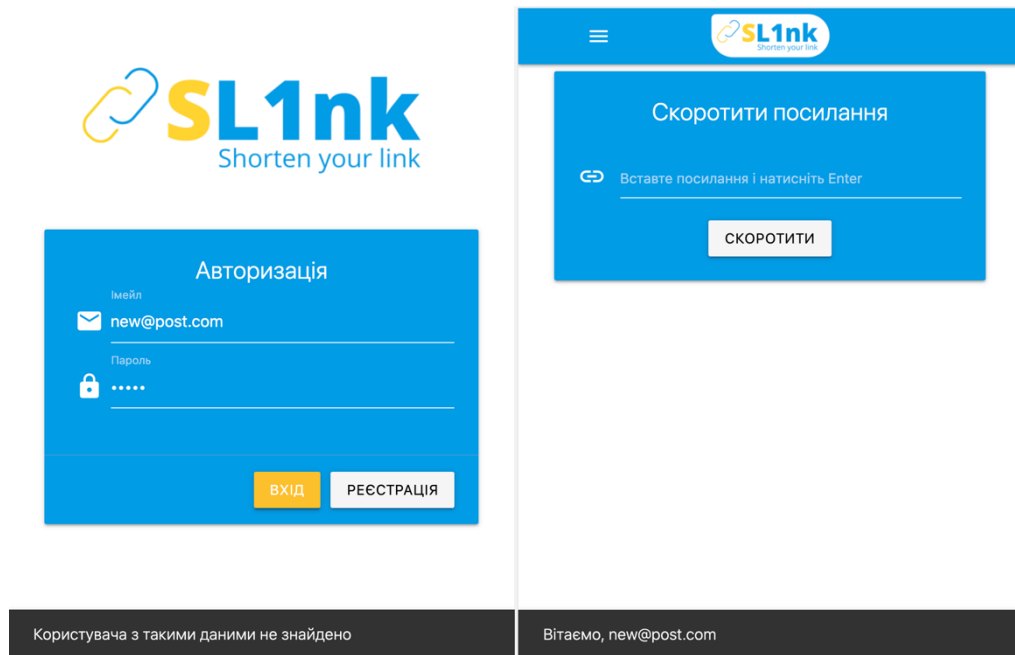 SL1nk
Shorten your link
Авторизація
Імейл
new@post.com
Пароль
•••••
ВХІД
РЕЄСТРАЦІЯ
Користувача з такими даними не знайдено
SL1nk
Shorten your link
Скоротити посилання
Вставте посилання і натисніть Enter
СКОРОТИТИ
Вітаємо, new@post.com